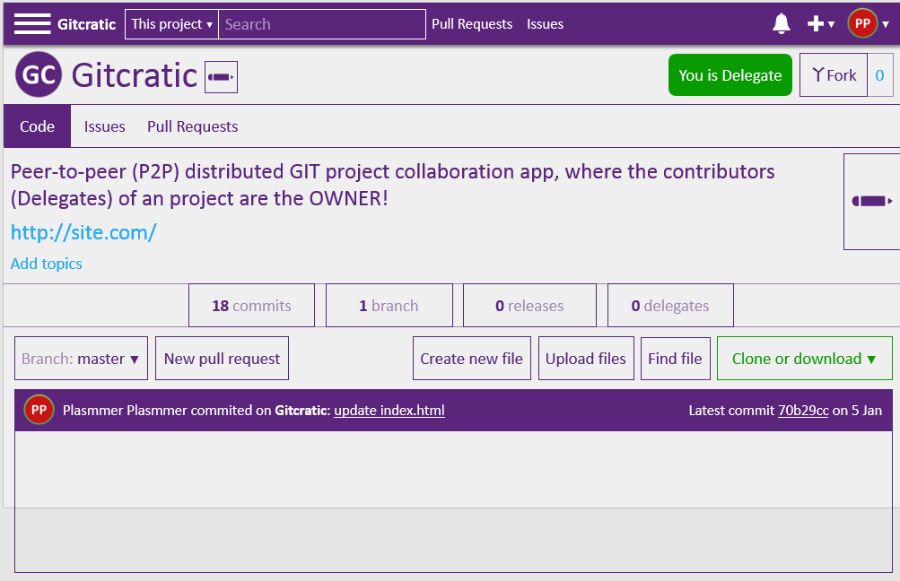 Gitcratic This project ▾ Search Pull Requests Issues PP
GC Gitcratic You is Delegate Fork 0
Code Issues Pull Requests
Peer-to-peer (P2P) distributed GIT project collaboration app, where the contributors
(Delegates) of an project are the OWNER!
http://site.com/
Add topics
18 commits 1 branch 0 releases 0 delegates
Branch: master ▾ New pull request Create new file Upload files Find file Clone or download ▾
PP Plasmmer Plasmmer commited on Gitcratic: update index.html Latest commit 70b29cc on 5 Jan